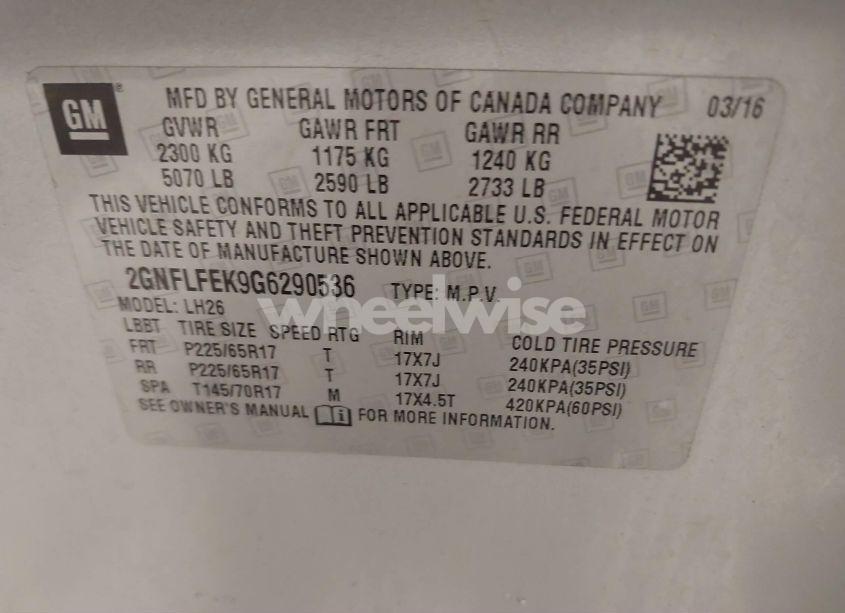 GM ® MFD BY GENERAL MOTORS OF CANADA COMPANY 03/16
GVWR GAWR FRT GAWR RR
2300 KG 1175 KG 1240 KG
5070 LB 2590 LB 2733 LB
THIS VEHICLE CONFORMS TO ALL APPLICABLE U.S. FEDERAL MOTOR
VEHICLE SAFETY AND THEFT PREVENTION STANDARDS IN EFFECT ON
THE DATE OF MANUFACTURE SHOWN ABOVE.
2GNFLFEK9G6290536 TYPE: M.P.V.
MODEL: LH26
wheelwise
LBBT TIRE SIZE SPEED RTG RIM COLD TIRE PRESSURE
FRT P225/65R17 T 17X7J 240KPA(35PSI)
RR P225/65R17 T 17X7J 240KPA(35PSI)
SPA T145/70R17 M 17X4.5T 420KPA(60PSI)
SEE OWNER'S MANUAL i FOR MORE INFORMATION.